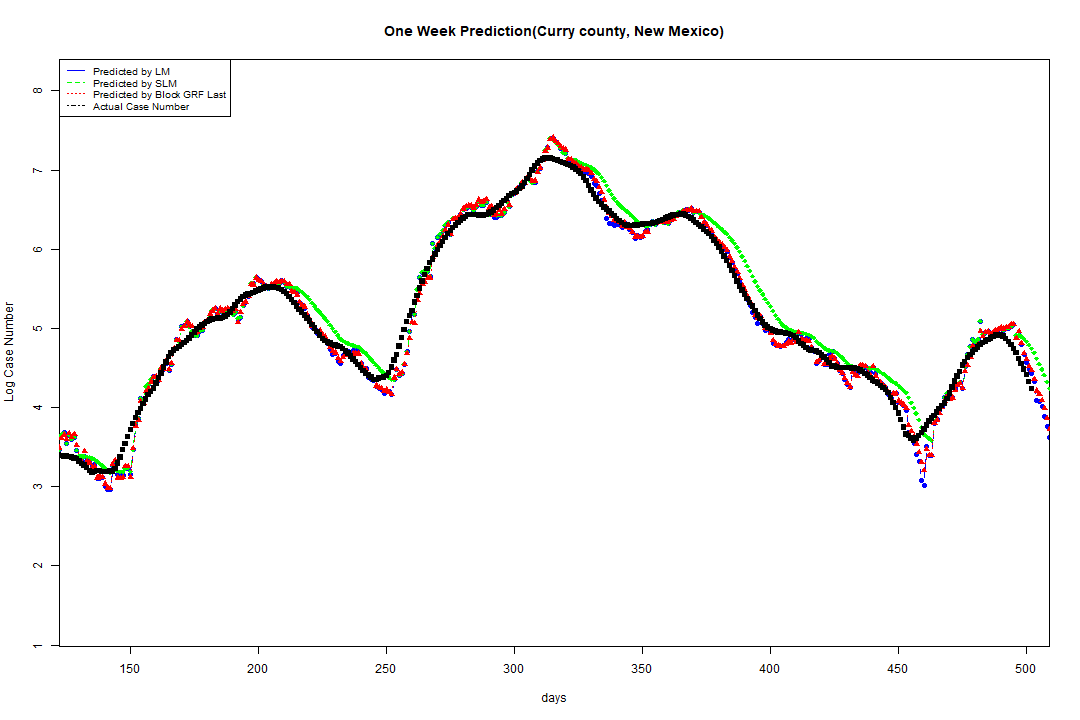 One Week Prediction(Curry county, New Mexico)
Predicted by LM
Predicted by SLM
Predicted by Block GRF Last
Actual Case Number
8
7
6
5
4
3
2
1
Log Case Number
150 200 250 300 350 400 450 500
days